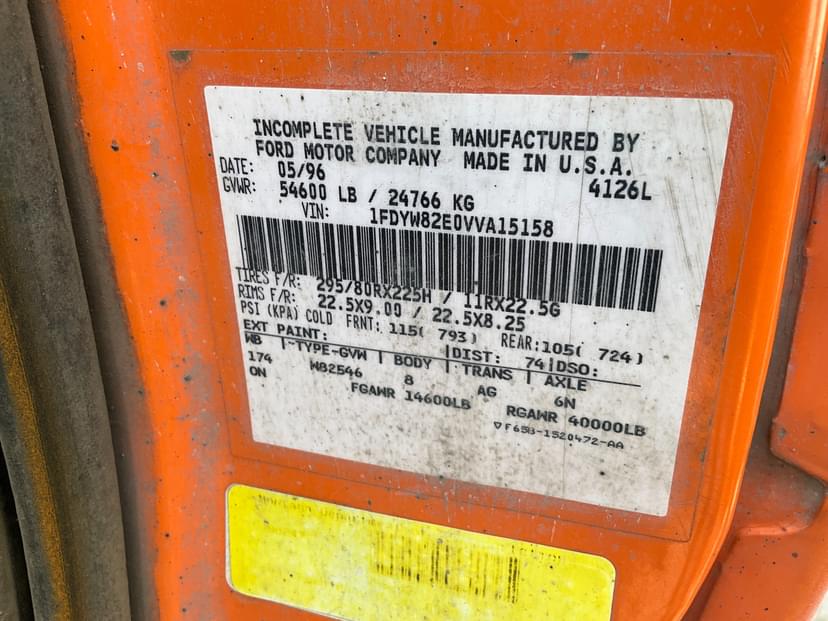 INCOMPLETE VEHICLE MANUFACTURED BY
FORD MOTOR COMPANY MADE IN U.S.A.
DATE: 05/96 4126L
GVWR: 54600 LB / 24766 KG
VIN: 1FDYW82E0VVA15158
TIRES F/R: 295/80RX225H / 11RX22.5G
RIMS F/R: 22.5X9.00 / 22.5X8.25
PSI (KPA) COLD FRNT: 115( 793) REAR: 105( 724)
EXT PAINT: |DIST: 74|DSO:
WB |-TYPE-GVW | BODY | TRANS | AXLE
174 W82546 8 AG 6N
ON FGAWR 14600LB RGAWR 40000LB
▽F65B-1520472-AA